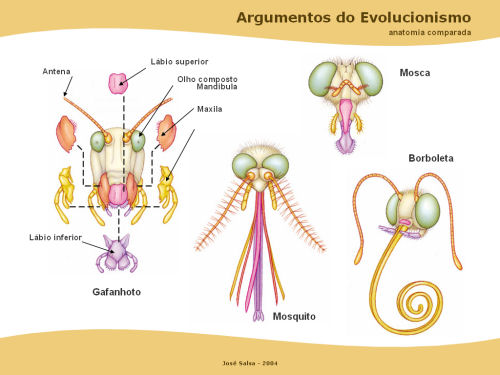 Argumentos do Evolucionismo
anatomia comparada
Lábio superior
Antena
Olho composto
Mandíbula
Maxila
Lábio inferior
Gafanhoto
Mosquito
Mosca
Borboleta
José Salsa - 2004